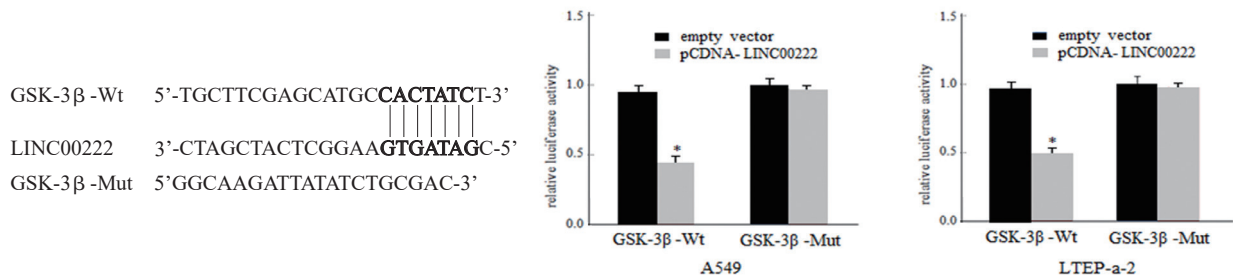 GSK-3β -Wt 5'-TGCTTCGAGCATGCCACTATCT-3'
LINC00222 3'-CTAGCTACTCGGAAGTGATAGC-5'
GSK-3β -Mut 5'GGCAAGATTATATCTGCGAC-3'
relative luciferase activity
1.5
1.0
0.5
0.0
empty vector
pCDNA- LINC00222
*
GSK-3β -Wt GSK-3β -Mut
A549
relative luciferase activity
1.5
1.0
0.5
0.0
empty vector
pCDNA- LINC00222
*
GSK-3β -Wt GSK-3β -Mut
LTEP-a-2